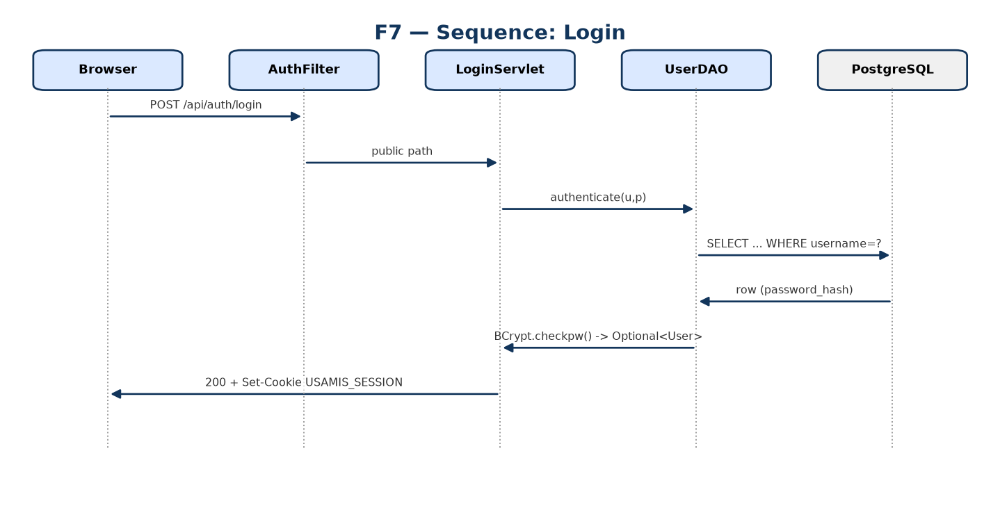 F7 — Sequence: Login
Browser
AuthFilter
LoginServlet
UserDAO
PostgreSQL
POST /api/auth/login
public path
authenticate(u,p)
SELECT ... WHERE username=?
row (password_hash)
BCrypt.checkpw() -> Optional<User>
200 + Set-Cookie USAMIS_SESSION